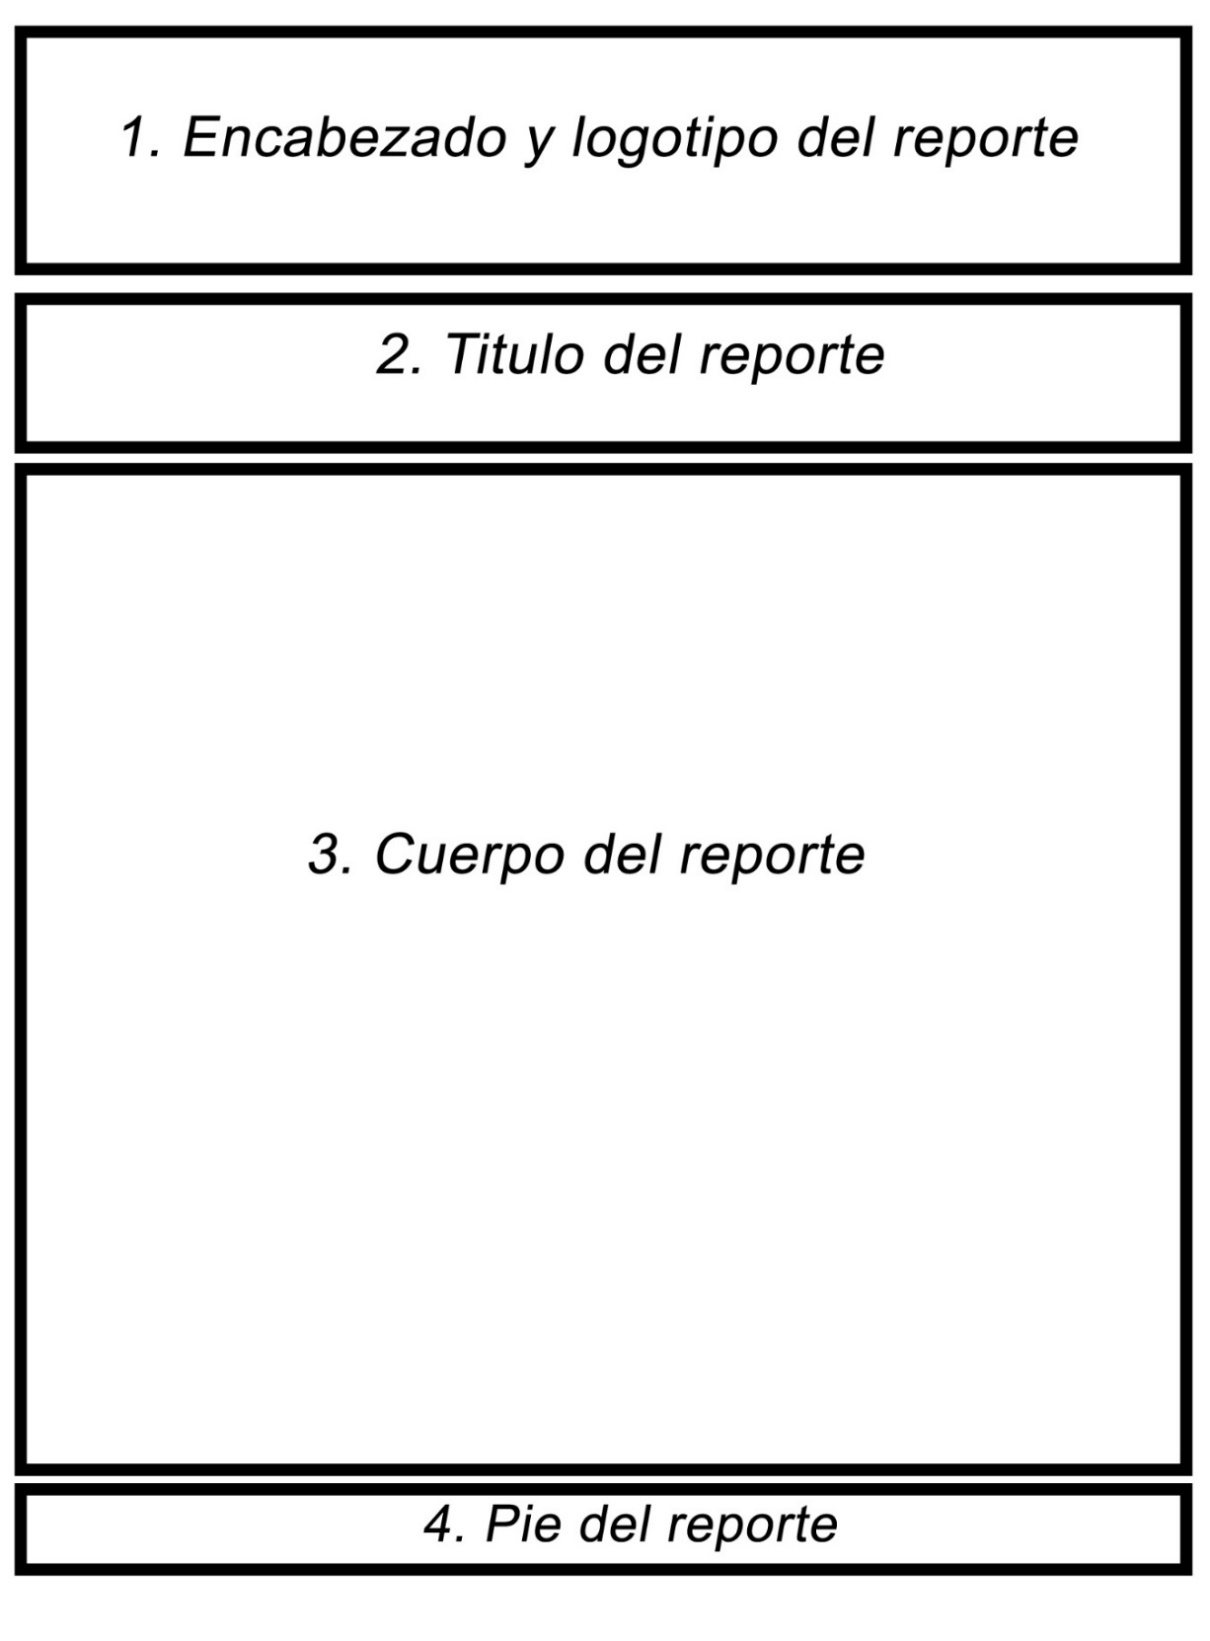 1. Encabezado y logotipo del reporte
2. Titulo del reporte
3. Cuerpo del reporte
4. Pie del reporte